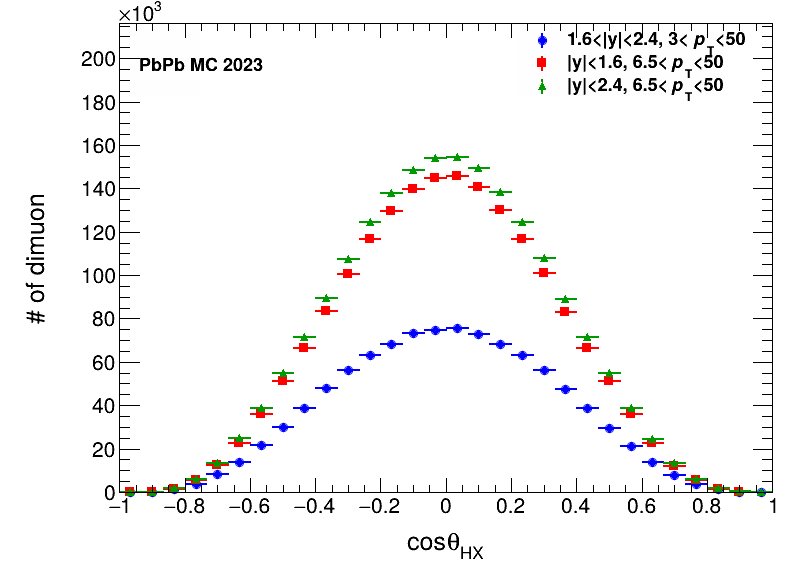 ×10³
1.6<|y|<2.4, 3< p_T<50
PbPb MC 2023
|y|<1.6, 6.5< p_T<50
|y|<2.4, 6.5< p_T<50
200
180
160
140
120
100
80
60
40
20
0
# of dimuon
−1 −0.8 −0.6 −0.4 −0.2 0 0.2 0.4 0.6 0.8 1
cosθ_HX